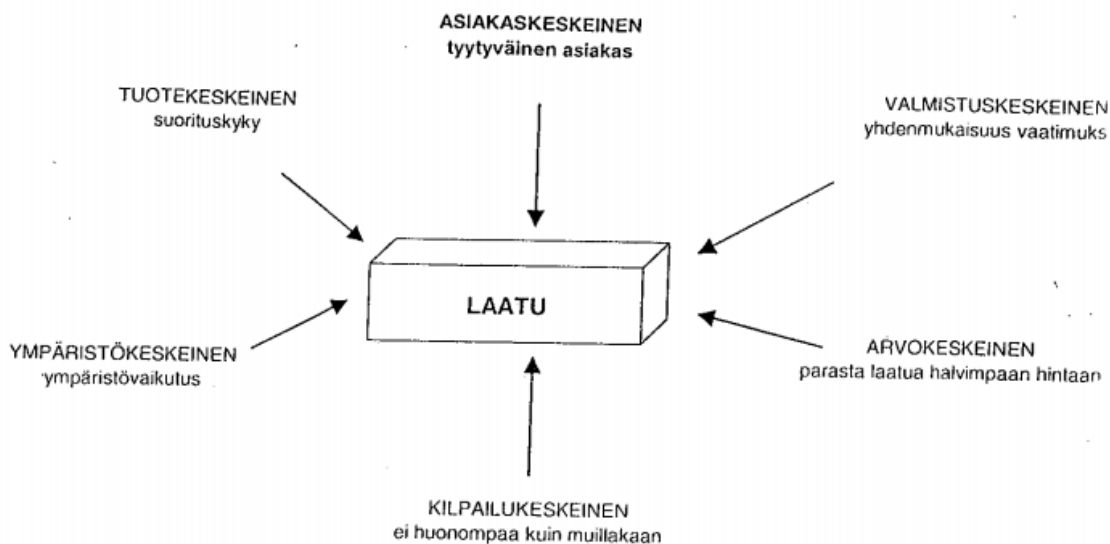 ASIAKASKESKEINEN
tyytyväinen asiakas
TUOTEKESKEINEN
suorituskyky
VALMISTUSKESKEINEN
yhdenmukaisuus vaatimuks
LAATU
YMPÄRISTÖKESKEINEN
ympäristövaikutus
ARVOKESKEINEN
parasta laatua halvimpaan hintaan
KILPAILUKESKEINEN
ei huonompaa kuin muillakaan